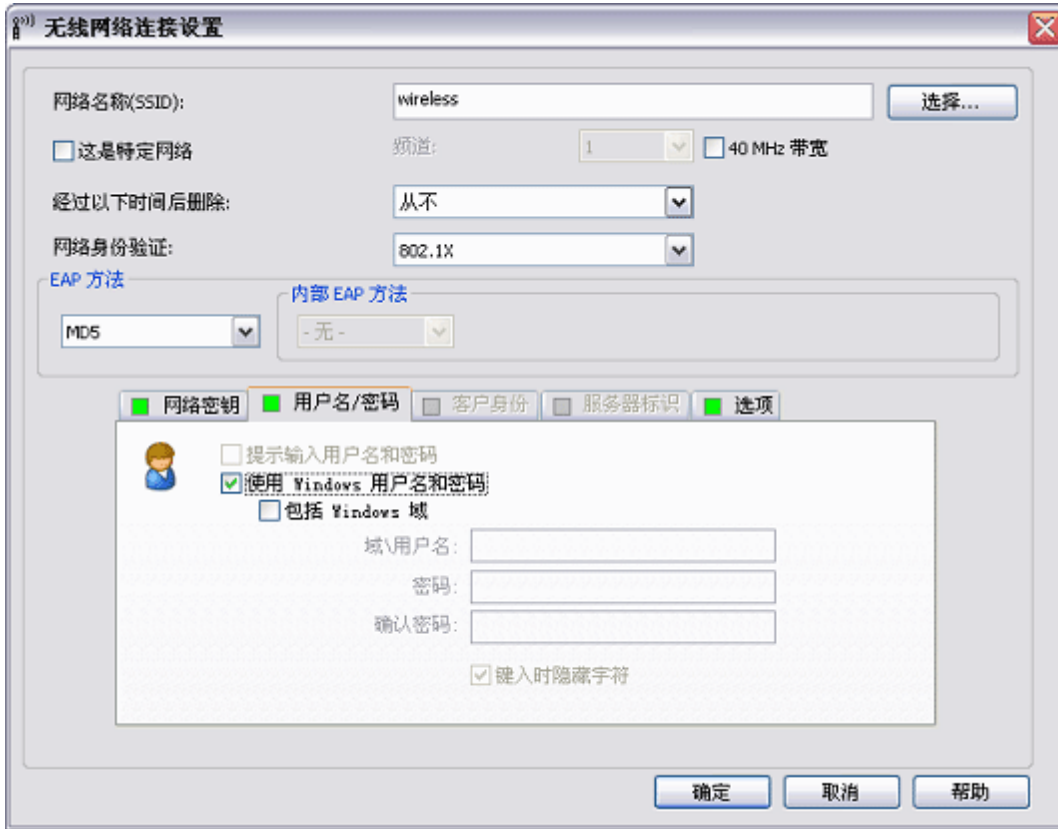 无线网络连接设置
网络名称(SSID): wireless 选择...
这是特定网络 频道: 1 40 MHz 带宽
经过以下时间后删除: 从不
网络身份验证: 802.1X
EAP 方法
内部 EAP 方法
MD5 - 无 -
网络密钥 用户名/密码 客户身份 服务器标识 选项
提示输入用户名和密码
使用 Windows 用户名和密码
包括 Windows 域
域\用户名:
密码:
确认密码:
键入时隐藏字符
确定 取消 帮助